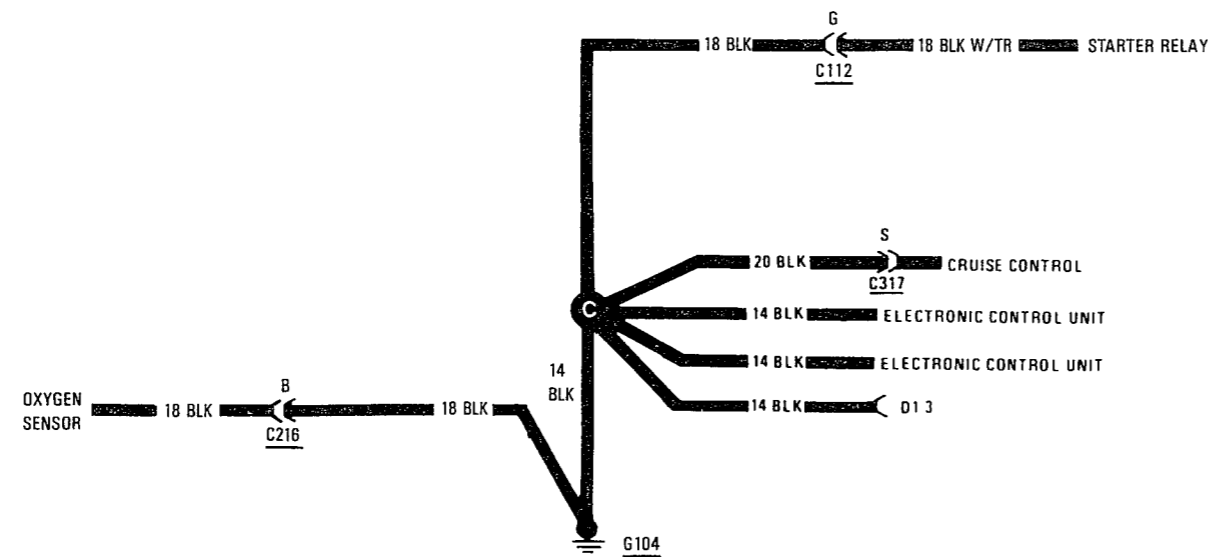 G
18 BLK
18 BLK W/TR
STARTER RELAY
C112
S
20 BLK
CRUISE CONTROL
C317
C
14 BLK
ELECTRONIC CONTROL UNIT
14 BLK
ELECTRONIC CONTROL UNIT
14
BLK
14 BLK
D1 3
OXYGEN
SENSOR
18 BLK
B
18 BLK
C216
G104